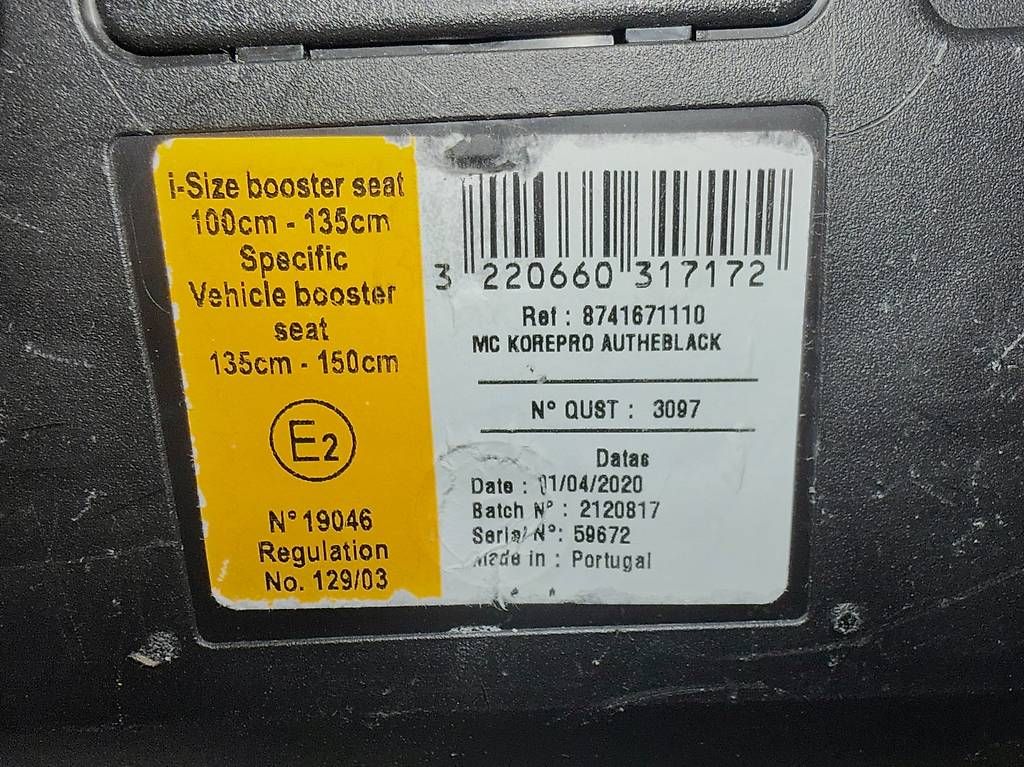 i-Size booster seat
100cm - 135cm
Specific
Vehicle booster
seat
135cm - 150cm
E2
N° 19046
Regulation
No. 129/03
3 220660 317172
Ref : 8741671110
MC KOREPRO AUTHEBLACK
N° QUST : 3097
Datas
Date : 01/04/2020
Batch N° : 2120817
Serial N°: 59672
Made in : Portugal